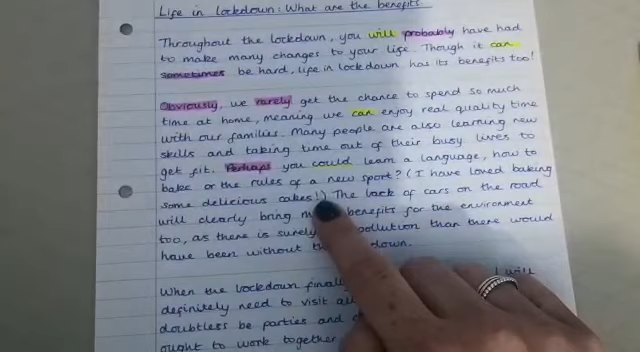 Life in lockdown: What are the benefits
Throughout the lockdown, you will probably have had
to make many changes to your life. Though it can
sometimes be hard, life in lockdown has its benefits too!
Obviously, we rarely get the chance to spend so much
time at home, meaning we can enjoy real quality time
with our families. Many people are also learning new
skills and taking time out of their busy lives to
get fit. Perhaps you could learn a language, how to
bake or the rules of a new sport? (I have loved baking
some delicious cakes!) The lack of cars on the road
will clearly bring benefits for the environment
too, as there is surely pollution than there would
have been without down.
When the lockdown I will
definitely need to visit
doubtless be parties and
ought to work together